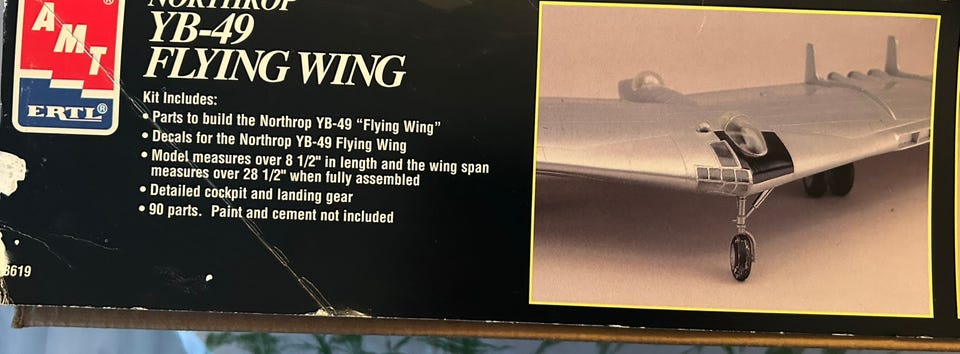 AMT
ERTL®
NORTHROP
YB-49
FLYING WING
Kit Includes:
• Parts to build the Northrop YB-49 “Flying Wing”
• Decals for the Northrop YB-49 Flying Wing
• Model measures over 8 1/2" in length and the wing span
measures over 28 1/2" when fully assembled
• Detailed cockpit and landing gear
• 90 parts. Paint and cement not included
8619